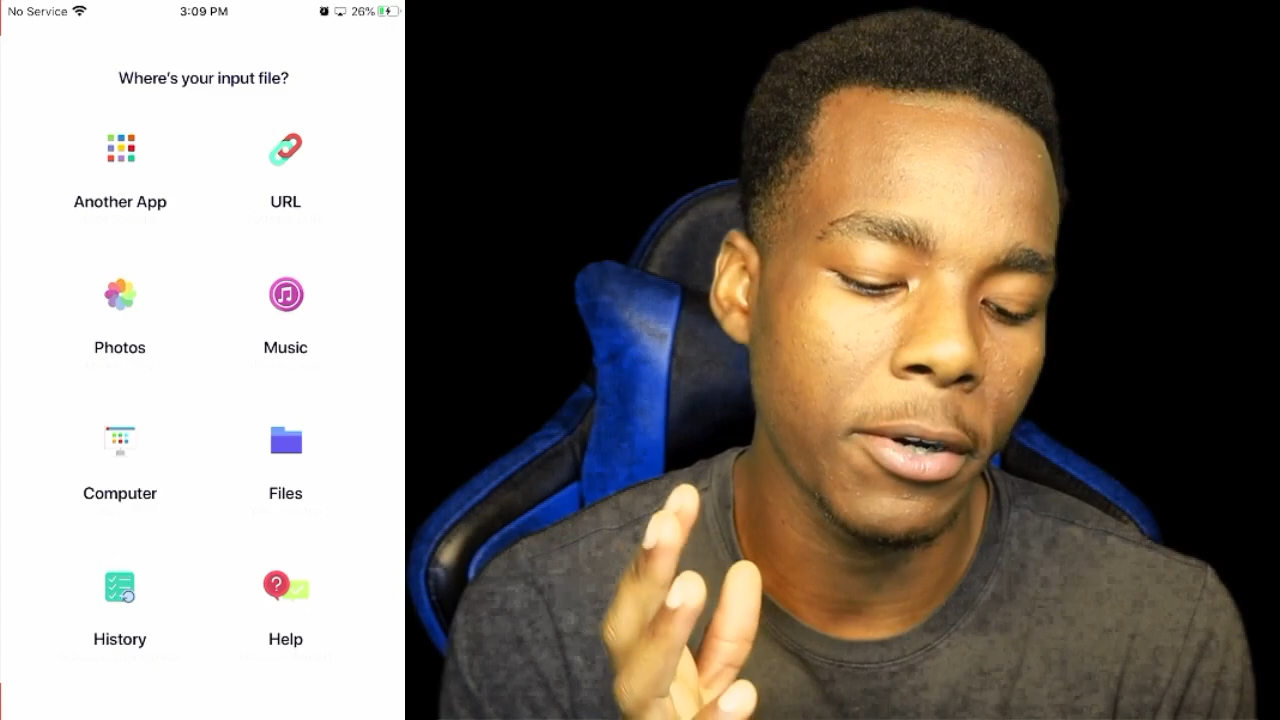 No Service 3:09 PM 26%
Where's your input file?
Another App URL
Photos Music
Computer Files
History Help